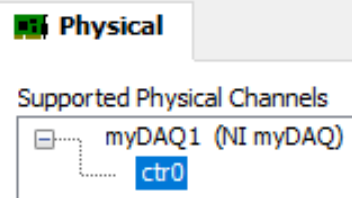 Physical
Supported Physical Channels
myDAQ1 (NI myDAQ)
ctr0